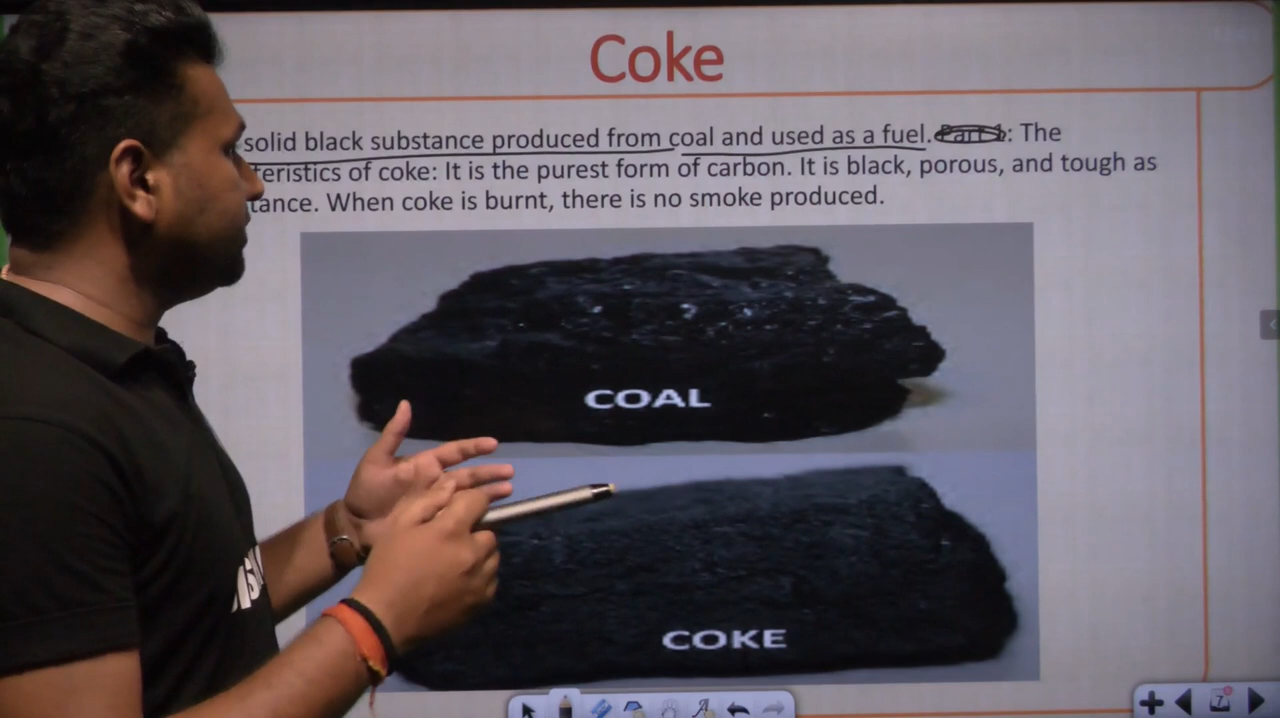 Coke
solid black substance produced from coal and used as a fuel. Part 1: The
teristics of coke: It is the purest form of carbon. It is black, porous, and tough as
tance. When coke is burnt, there is no smoke produced.
COAL
COKE